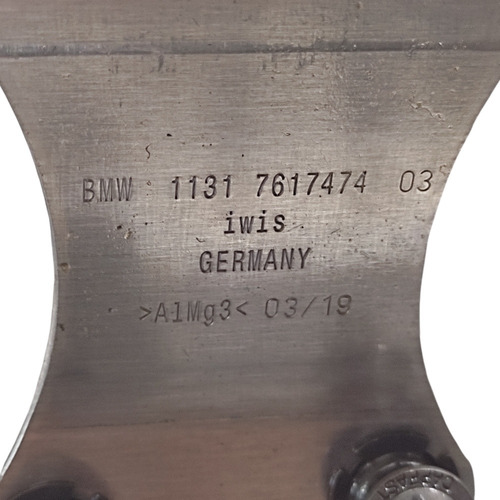 BMW 1131 7617474 03
iwis
GERMANY
>AlMg3< 03/19